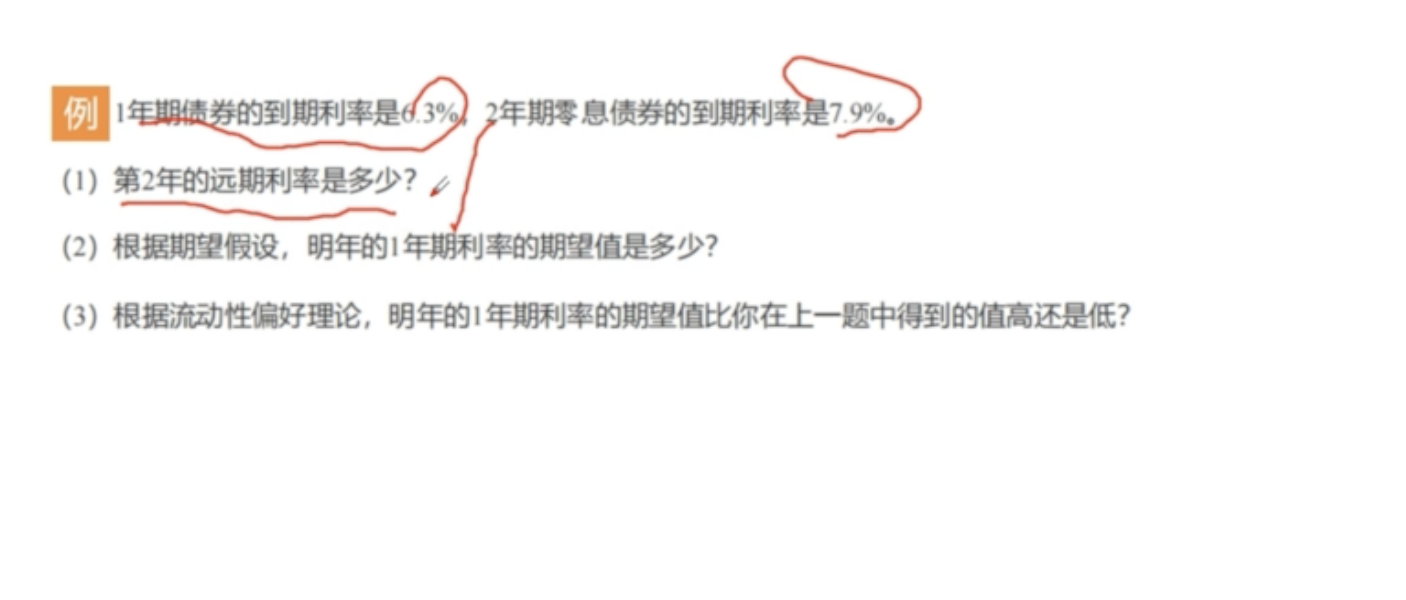 例 1年期债券的到期利率是6.3%，2年期零息债券的到期利率是7.9%。
（1）第2年的远期利率是多少？
（2）根据期望假设，明年的1年期利率的期望值是多少？
（3）根据流动性偏好理论，明年的1年期利率的期望值比你在上一题中得到的值高还是低？